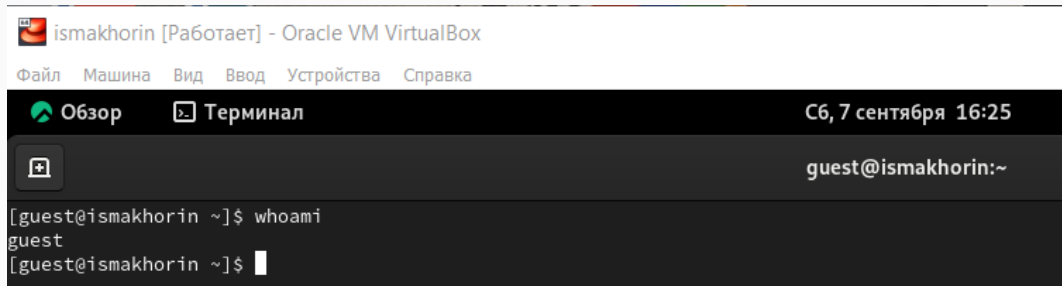 ismakhorin [Работает] - Oracle VM VirtualBox
Файл Машина Вид Ввод Устройства Справка
Обзор Терминал Сб, 7 сентября 16:25
guest@ismakhorin:~
[guest@ismakhorin ~]$ whoami
guest
[guest@ismakhorin ~]$